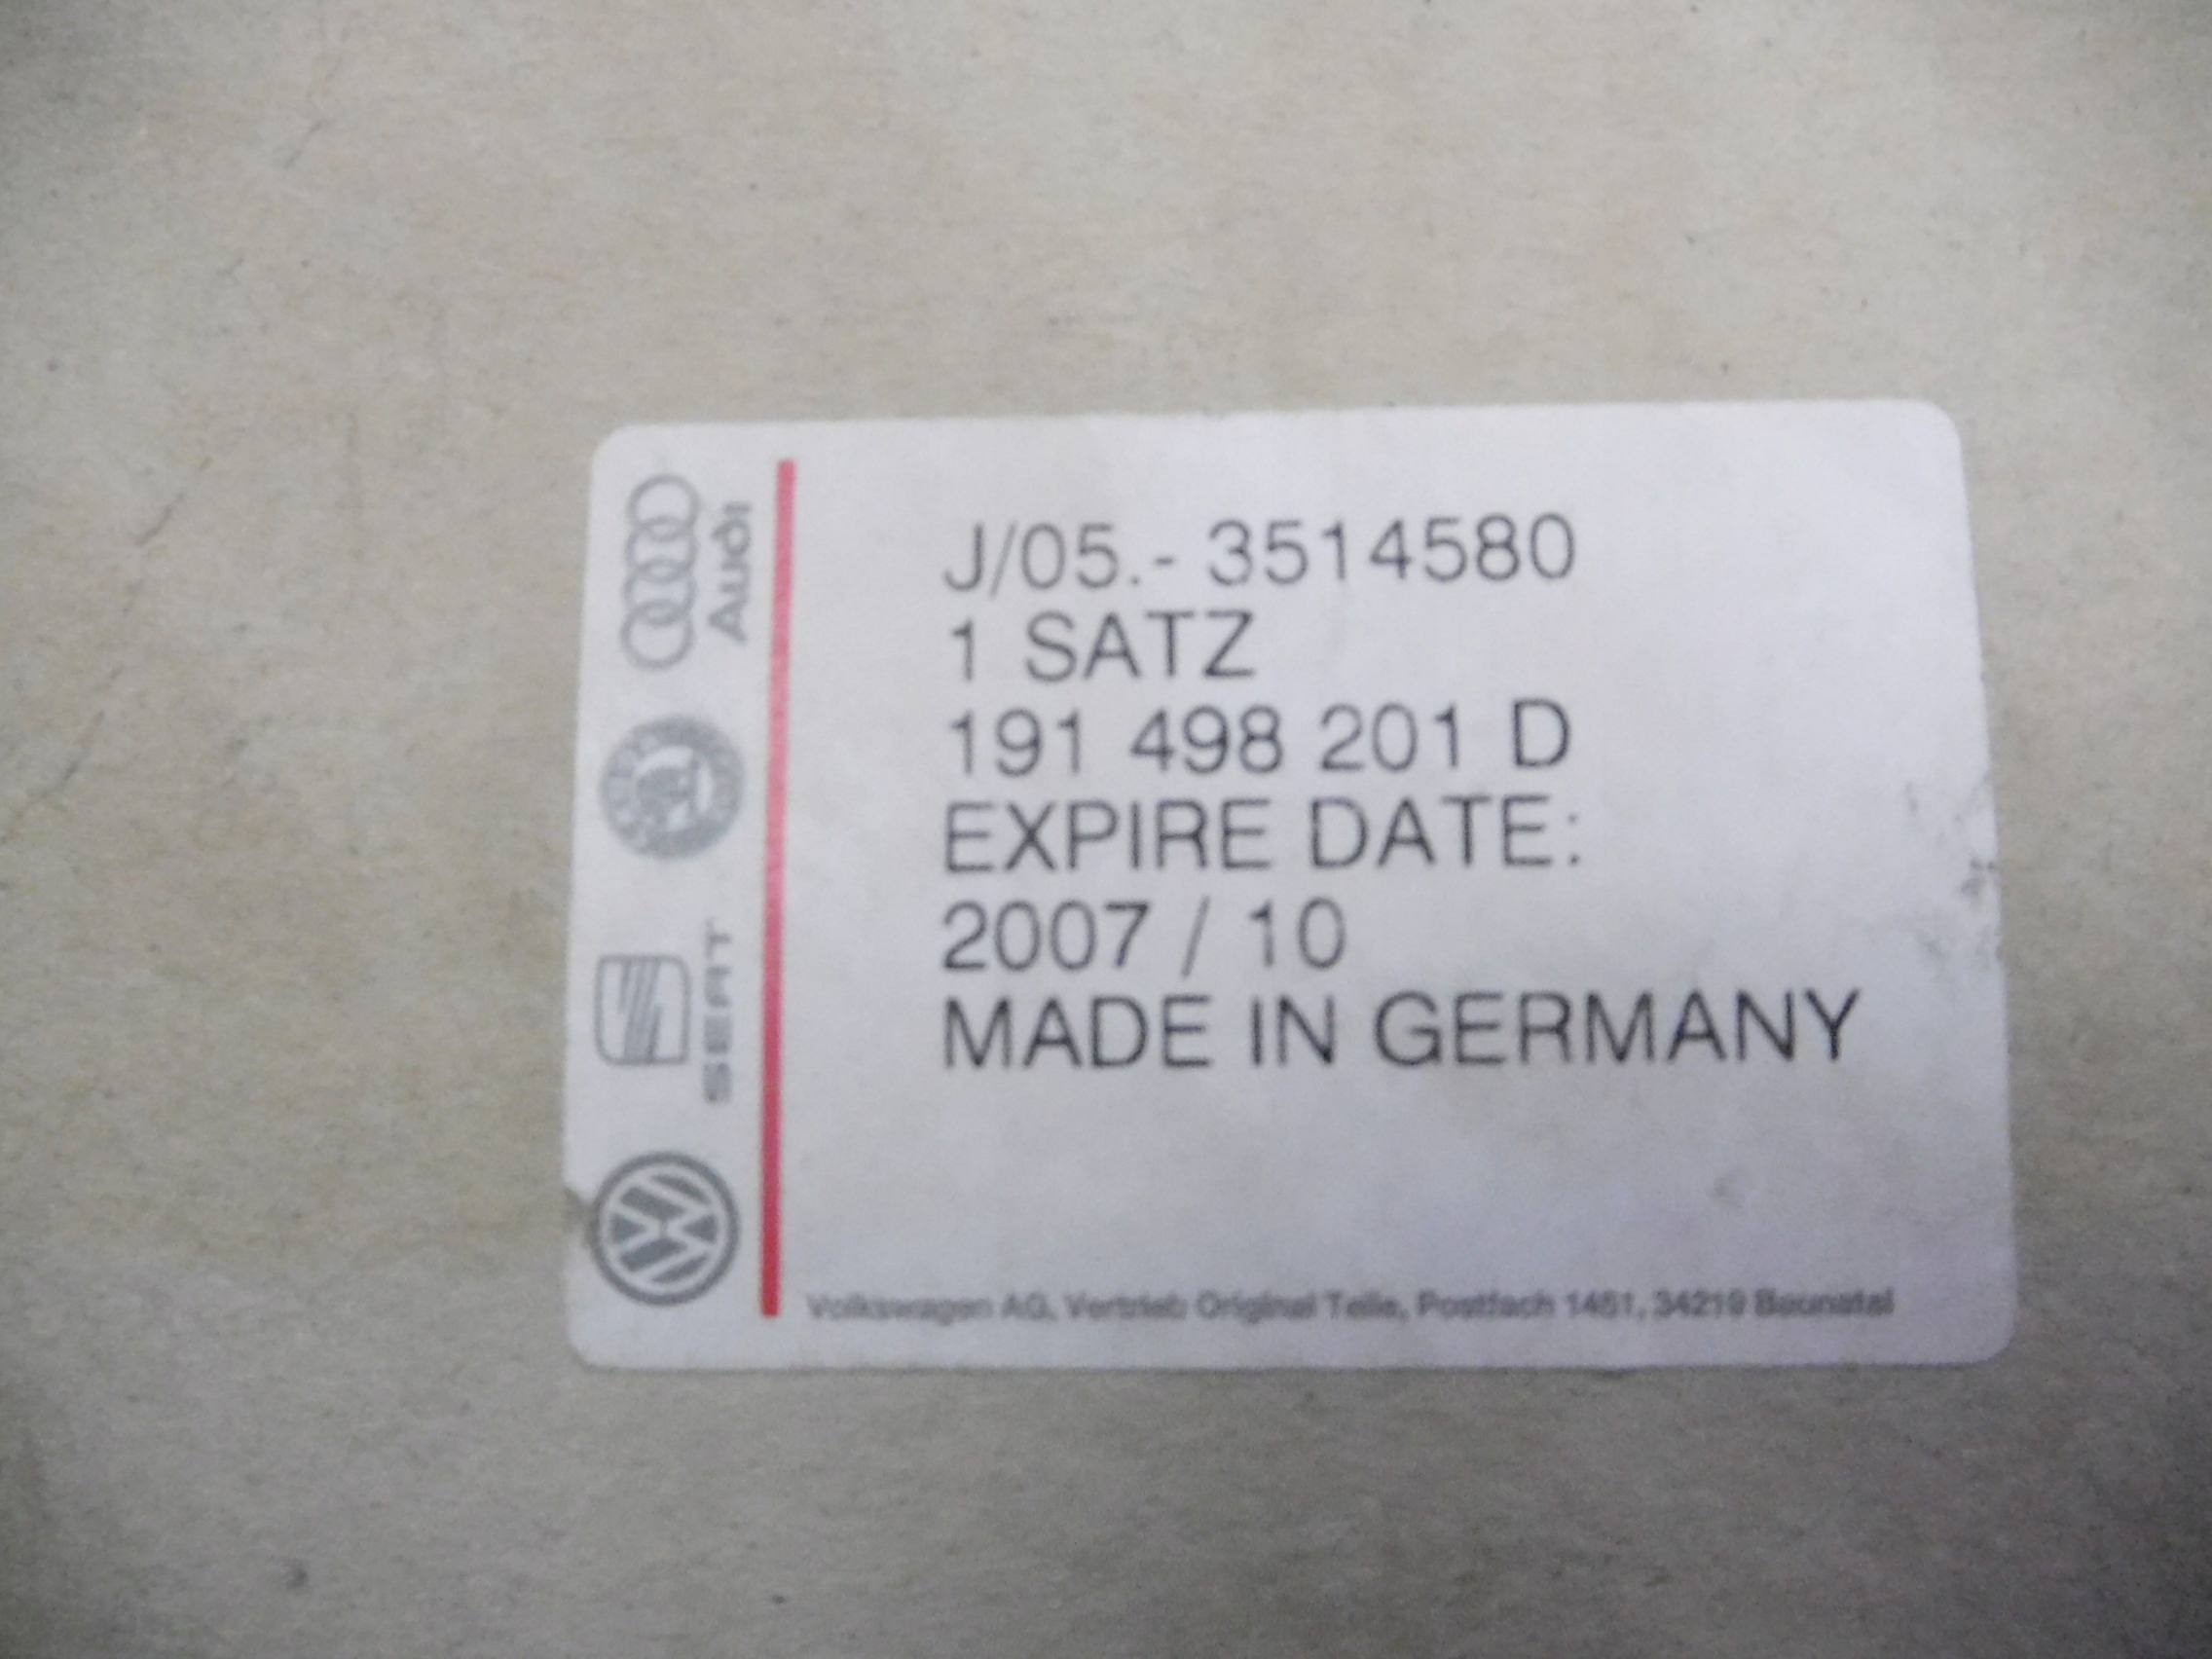 J/05.- 3514580
1 SATZ
191 498 201 D
EXPIRE DATE:
2007 / 10
MADE IN GERMANY
Volkswagen AG, Vertrieb Original Teile, Postfach 1451, 34219 Baunatal
Audi
SEAT